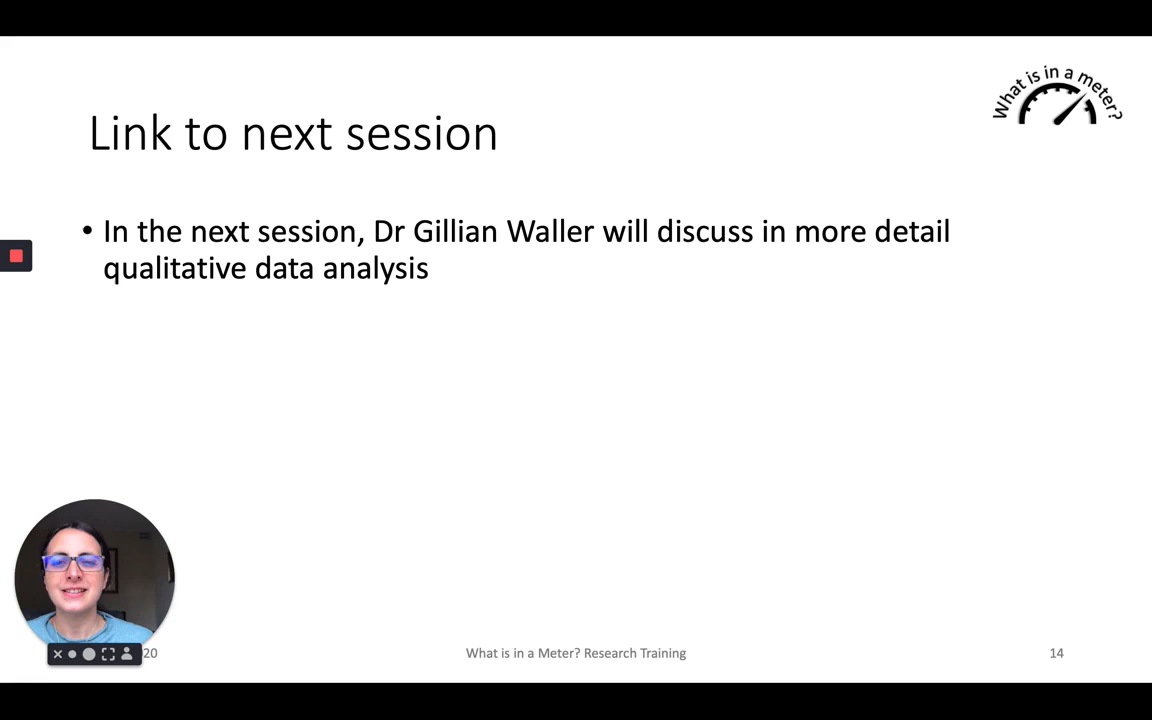 What is in a meter?
Link to next session
• In the next session, Dr Gillian Waller will discuss in more detail
qualitative data analysis
20
What is in a Meter? Research Training
14